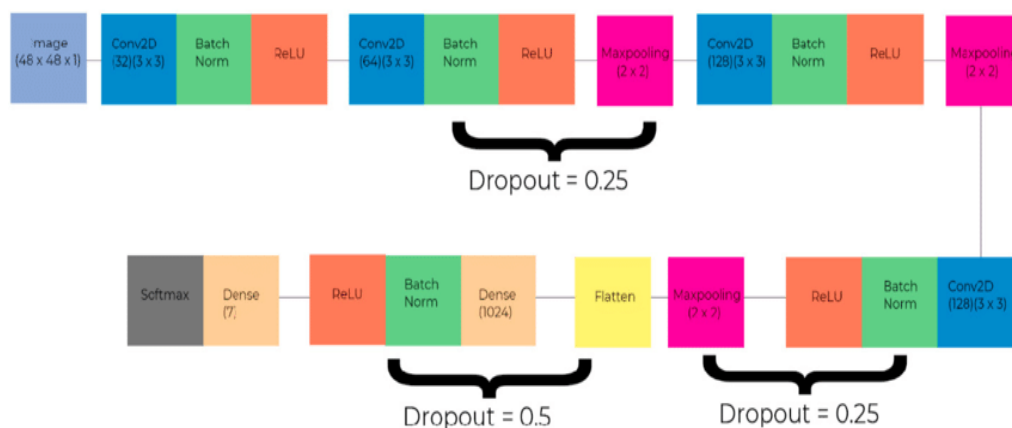 Image
(48 x 48 x 1)
Conv2D
(32)(3 x 3)
Batch
Norm
ReLU
Conv2D
(64)(3 x 3)
Batch
Norm
ReLU
Maxpooling
(2 x 2)
Conv2D
(128)(3 x 3)
Batch
Norm
ReLU
Maxpooling
(2 x 2)
Dropout = 0.25
Softmax
Dense
(7)
ReLU
Batch
Norm
Dense
(1024)
Flatten
Maxpooling
(2 x 2)
ReLU
Batch
Norm
Conv2D
(128)(3 x 3)
Dropout = 0.5
Dropout = 0.25